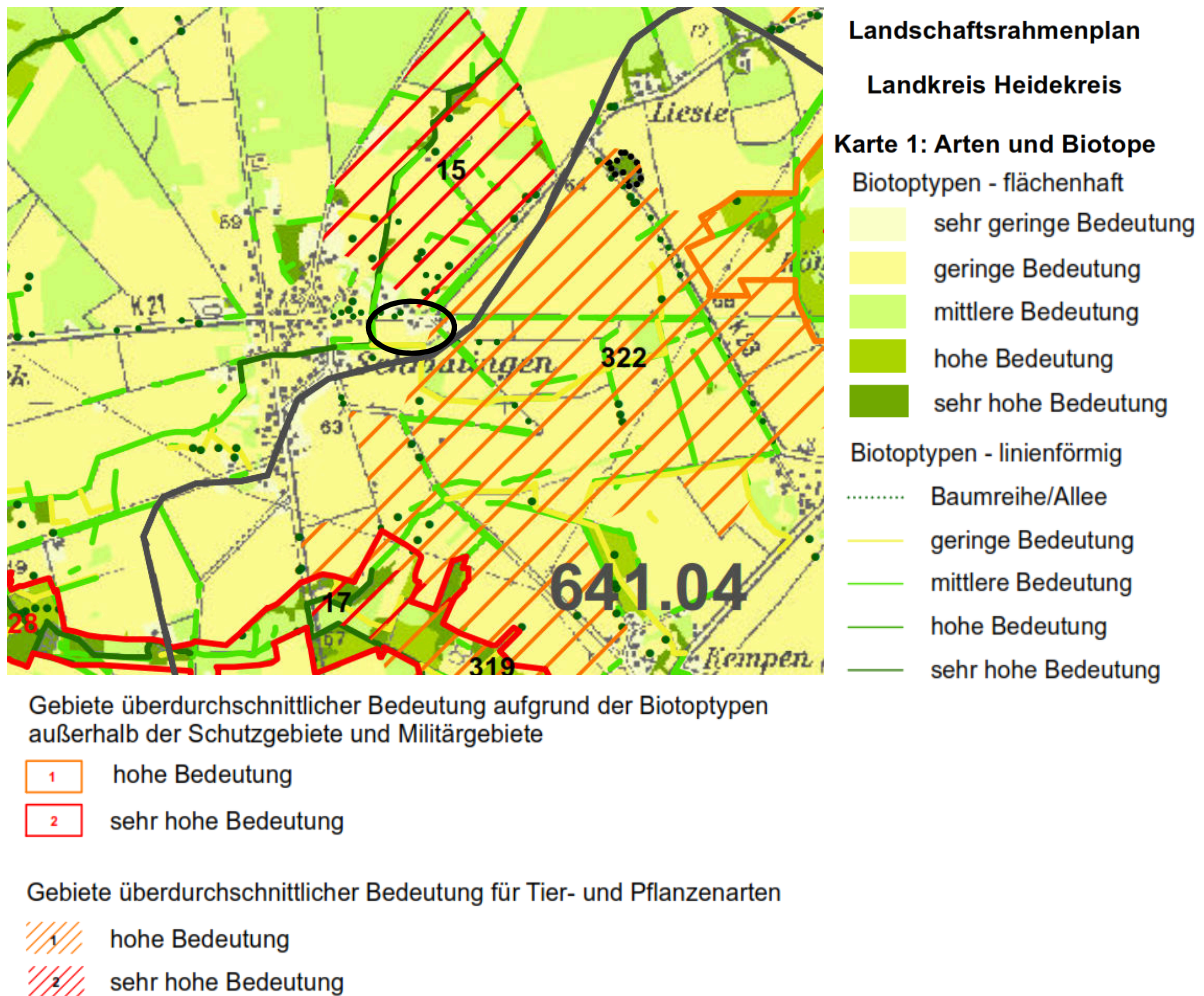 Landschaftsrahmenplan
Landkreis Heidekreis
Karte 1: Arten und Biotope
Biotoptypen - flächenhaft
sehr geringe Bedeutung
geringe Bedeutung
mittlere Bedeutung
hohe Bedeutung
sehr hohe Bedeutung
Biotoptypen - linienförmig
Baumreihe/Allee
geringe Bedeutung
mittlere Bedeutung
hohe Bedeutung
sehr hohe Bedeutung
Lieste
15
64
59
K 21
322
63
641.04
17
28
67
319
Kempen
Gebiete überdurchschnittlicher Bedeutung aufgrund der Biotoptypen
außerhalb der Schutzgebiete und Militärgebiete
1 hohe Bedeutung
2 sehr hohe Bedeutung
Gebiete überdurchschnittlicher Bedeutung für Tier- und Pflanzenarten
1 hohe Bedeutung
2 sehr hohe Bedeutung